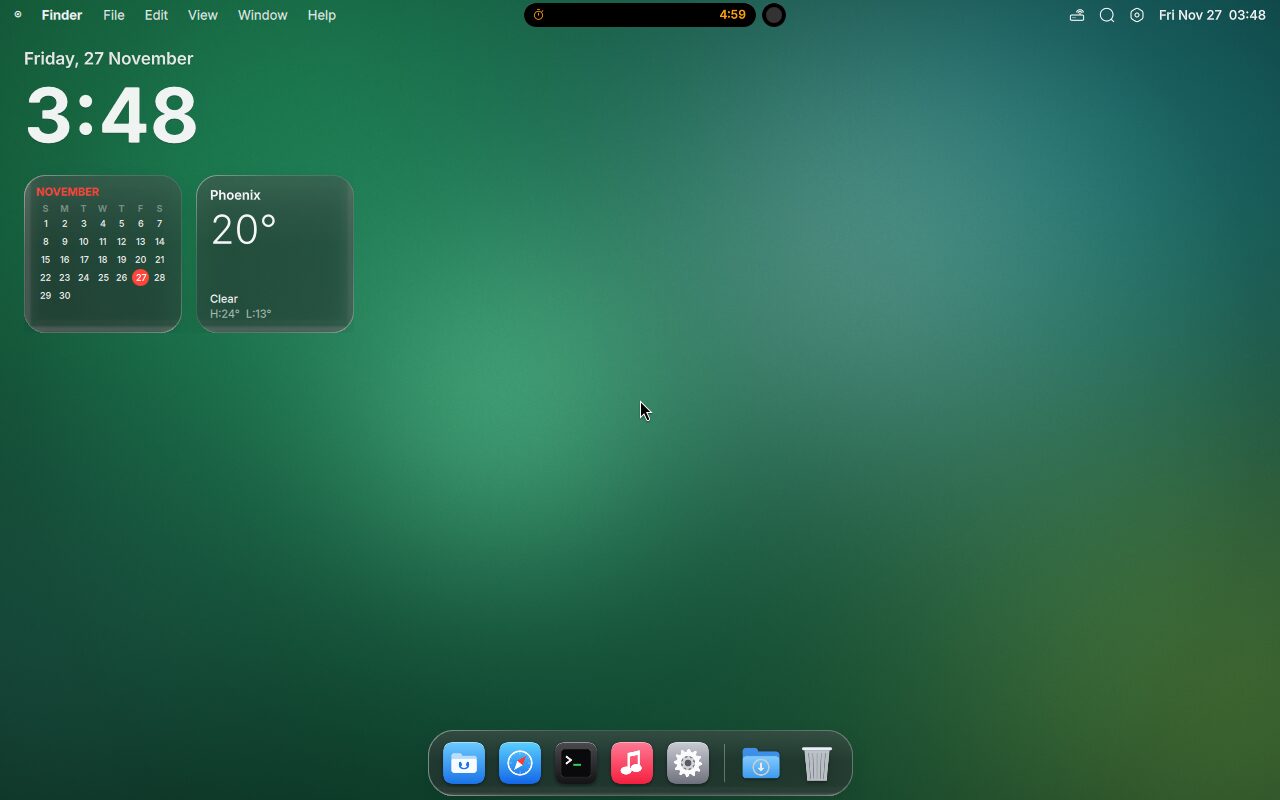 Finder File Edit View Window Help
4:59
Fri Nov 27 03:48
Friday, 27 November
3:48
NOVEMBER
S M T W T F S
1 2 3 4 5 6 7
8 9 10 11 12 13 14
15 16 17 18 19 20 21
22 23 24 25 26 27 28
29 30
Phoenix
20°
Clear
H:24° L:13°